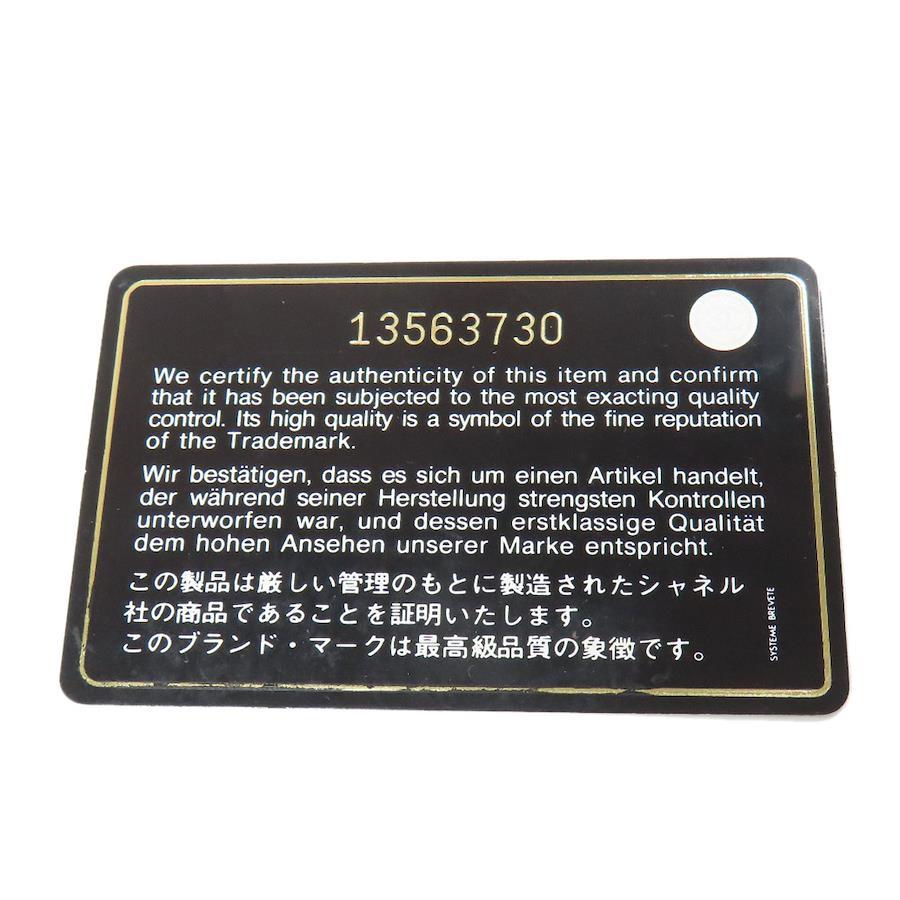 13563730
We certify the authenticity of this item and confirm
that it has been subjected to the most exacting quality
control. Its high quality is a symbol of the fine reputation
of the Trademark.
Wir bestätigen, dass es sich um einen Artikel handelt,
der während seiner Herstellung strengsten Kontrollen
unterworfen war, und dessen erstklassige Qualität
dem hohen Ansehen unserer Marke entspricht.
この製品は厳しい管理のもとに製造されたシャネル
社の商品であることを証明いたします。
このブランド・マークは最高級品質の象徴です。
SYSTEME BREVETE